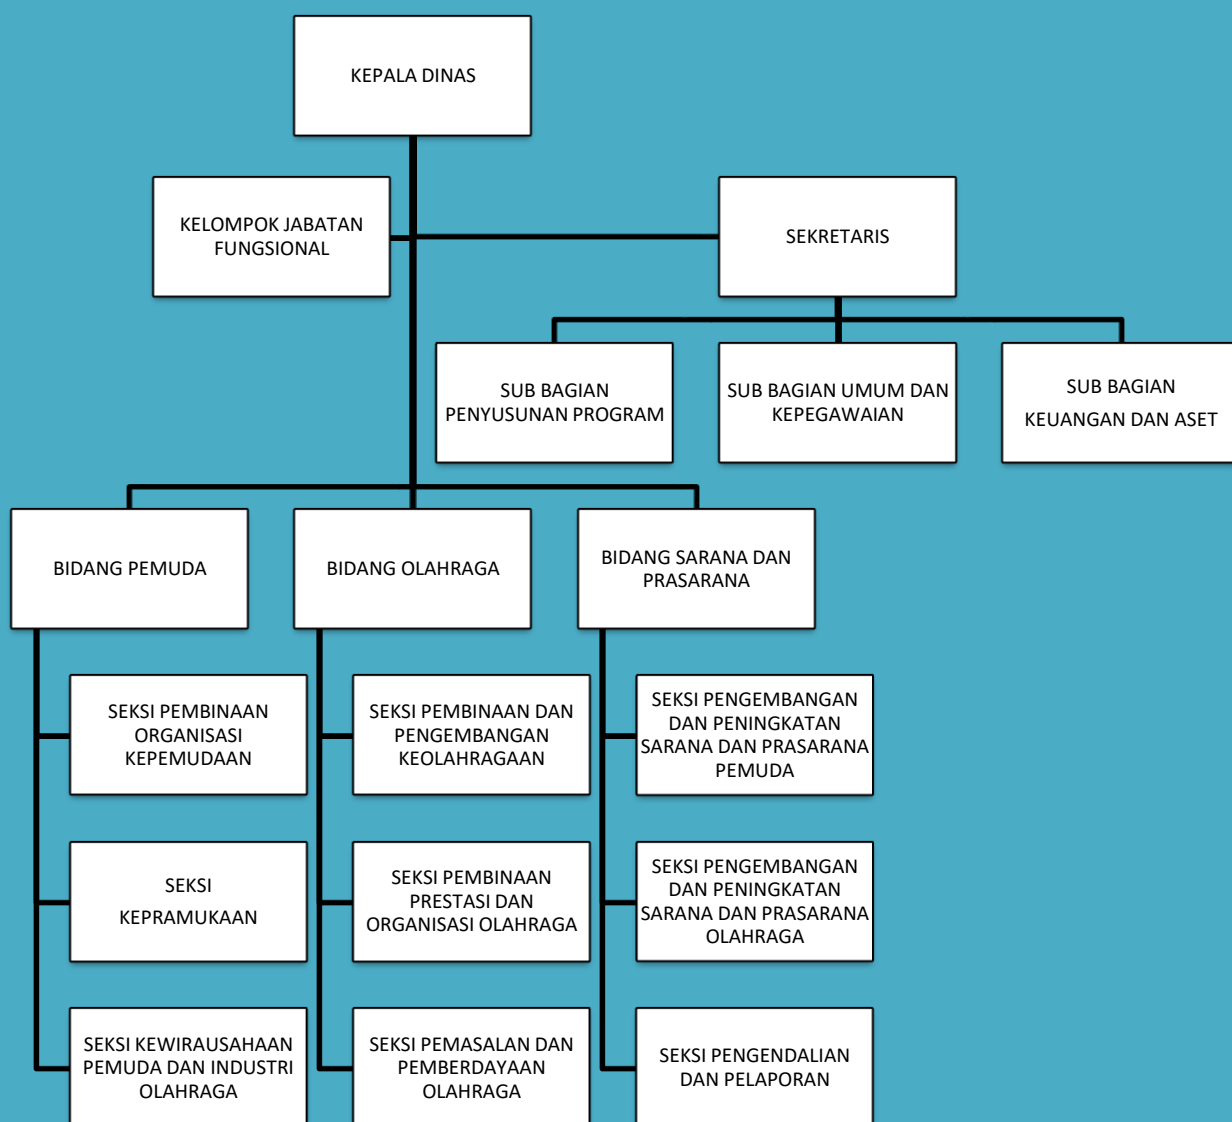 KEPALA DINAS
KELOMPOK JABATAN
FUNGSIONAL
SEKRETARIS
SUB BAGIAN
PENYUSUNAN PROGRAM
SUB BAGIAN UMUM DAN
KEPEGAWAIAN
SUB BAGIAN
KEUANGAN DAN ASET
BIDANG PEMUDA
BIDANG OLAHRAGA
BIDANG SARANA DAN
PRASARANA
SEKSI PEMBINAAN
ORGANISASI
KEPEMUDAAN
SEKSI PEMBINAAN DAN
PENGEMBANGAN
KEOLAHRAGAAN
SEKSI PENGEMBANGAN
DAN PENINGKATAN
SARANA DAN PRASARANA
PEMUDA
SEKSI
KEPRAMUKAAN
SEKSI PEMBINAAN
PRESTASI DAN
ORGANISASI OLAHRAGA
SEKSI PENGEMBANGAN
DAN PENINGKATAN
SARANA DAN PRASARANA
OLAHRAGA
SEKSI KEWIRAUSAHAAN
PEMUDA DAN INDUSTRI
OLAHRAGA
SEKSI PEMASALAN DAN
PEMBERDAYAAN
OLAHRAGA
SEKSI PENGENDALIAN
DAN PELAPORAN